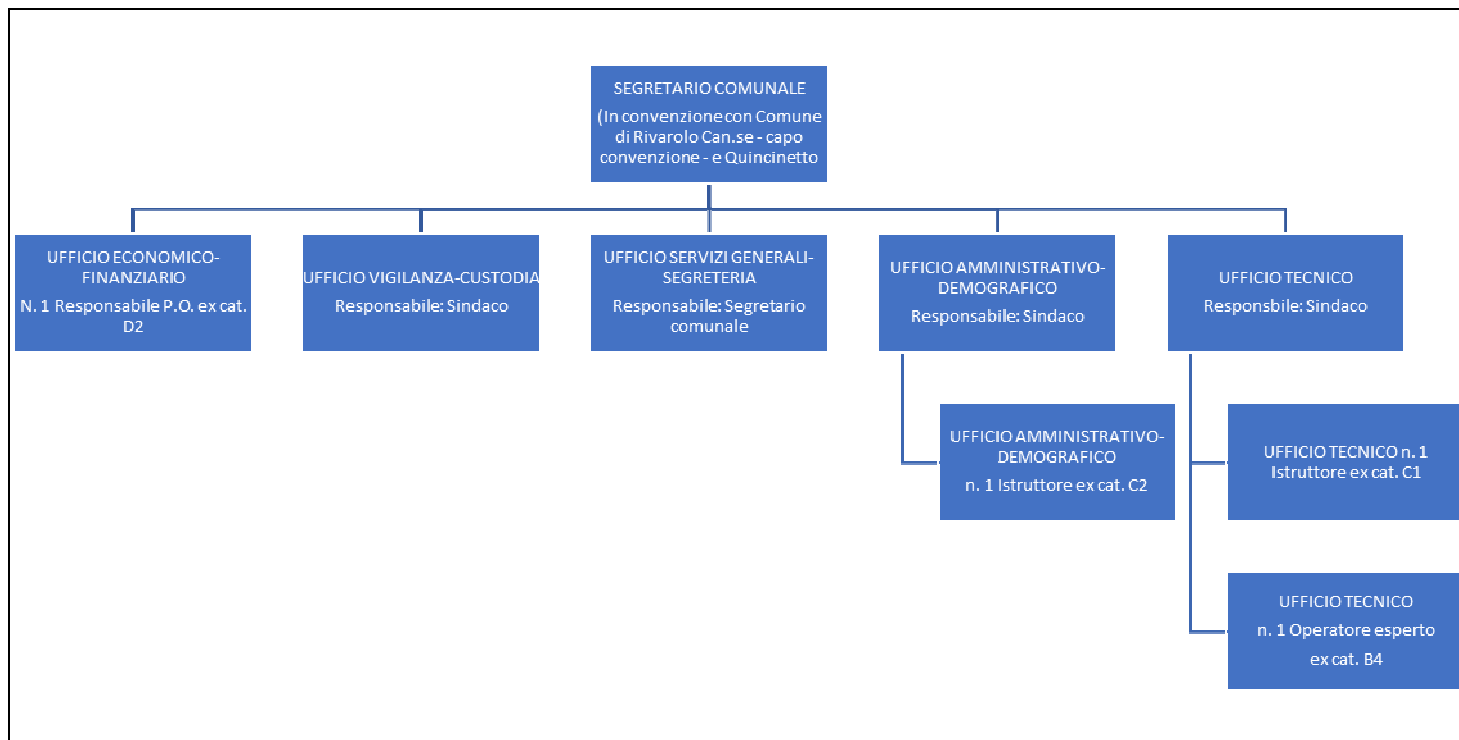 SEGRETARIO COMUNALE
(In convenzione con Comune
di Rivarolo Can.se - capo
convenzione - e Quincinetto
UFFICIO ECONOMICO-
FINANZIARIO
N. 1 Responsabile P.O. ex cat.
D2
UFFICIO VIGILANZA-CUSTODIA
Responsabile: Sindaco
UFFICIO SERVIZI GENERALI-
SEGRETERIA
Responsabile: Segretario
comunale
UFFICIO AMMINISTRATIVO-
DEMOGRAFICO
Responsabile: Sindaco
UFFICIO TECNICO
Responsbile: Sindaco
UFFICIO AMMINISTRATIVO-
DEMOGRAFICO
n. 1 Istruttore ex cat. C2
UFFICIO TECNICO n. 1
Istruttore ex cat. C1
UFFICIO TECNICO
n. 1 Operatore esperto
ex cat. B4